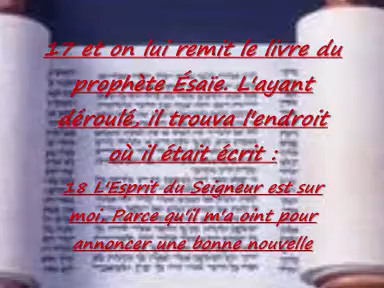 17 et on lui remit le livre du
prophète Ésaïe. L'ayant
déroulé, il trouva l'endroit
où il était écrit :
18 L'Esprit du Seigneur est sur
moi, Parce qu'il m'a oint pour
annoncer une bonne nouvelle